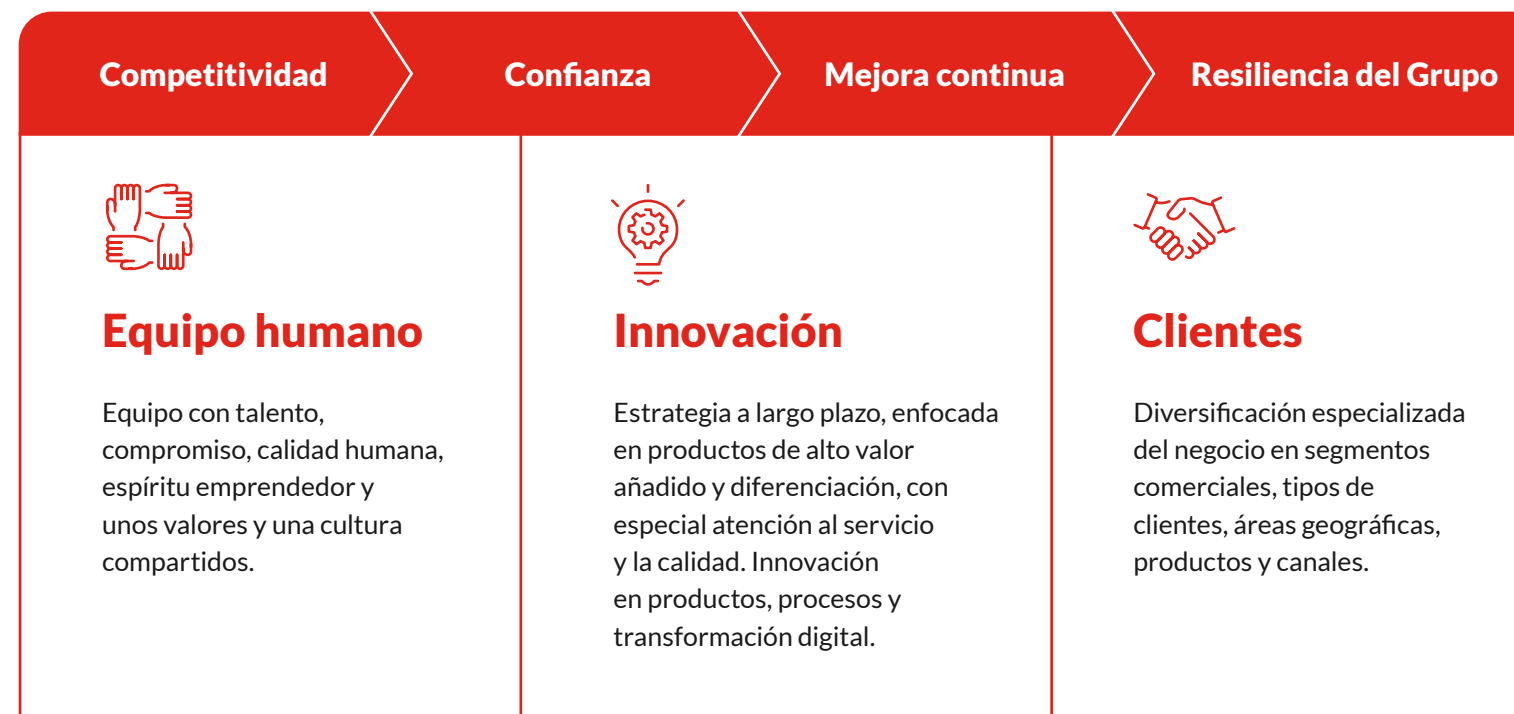 Competitividad
Confianza
Mejora continua
Resiliencia del Grupo
Equipo humano
Equipo con talento,
compromiso, calidad humana,
espíritu emprendedor y
unos valores y una cultura
compartidos.
Innovación
Estrategia a largo plazo, enfocada
en productos de alto valor
añadido y diferenciación, con
especial atención al servicio
y la calidad. Innovación
en productos, procesos y
transformación digital.
Clientes
Diversificación especializada
del negocio en segmentos
comerciales, tipos de
clientes, áreas geográficas,
productos y canales.